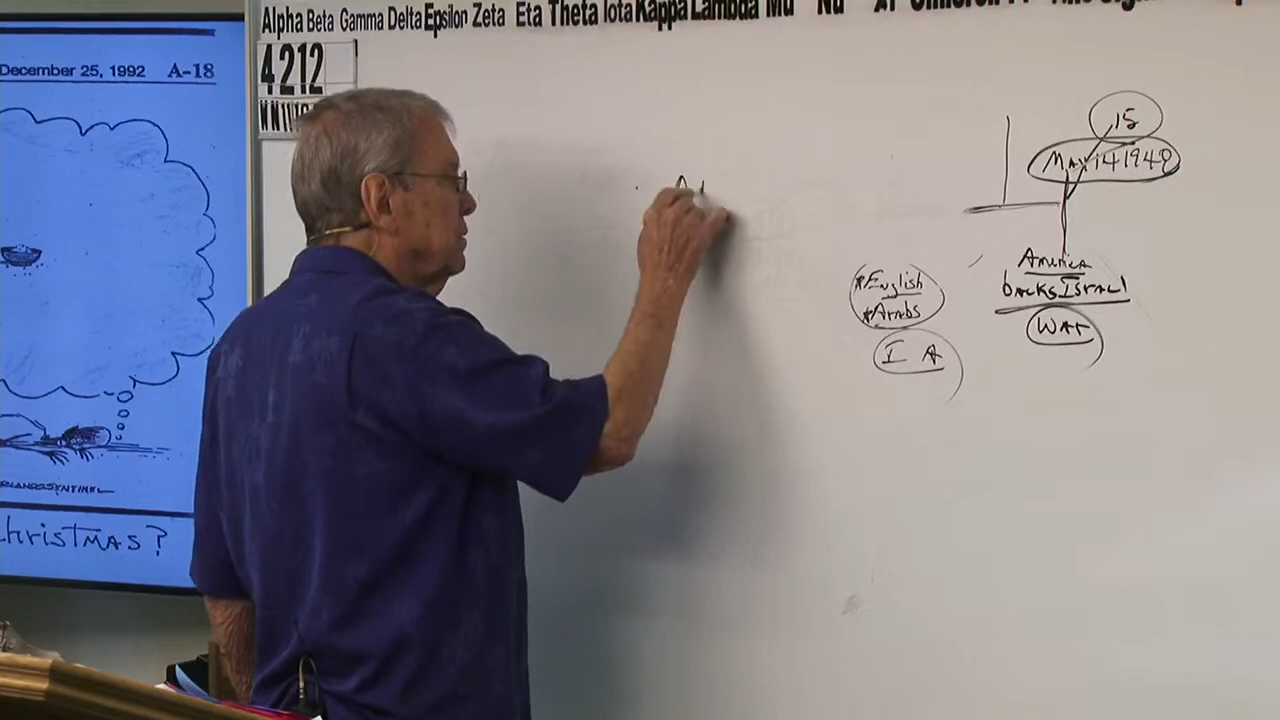 Alpha Beta Gamma Delta Epsilon Zeta Eta Theta Iota Kappa Lambda Mu Nu
4212
December 25, 1992 A-18
15
MAY 14 1948
America
backs Israel
WAR
*English
*Arabs
I A
Christmas?